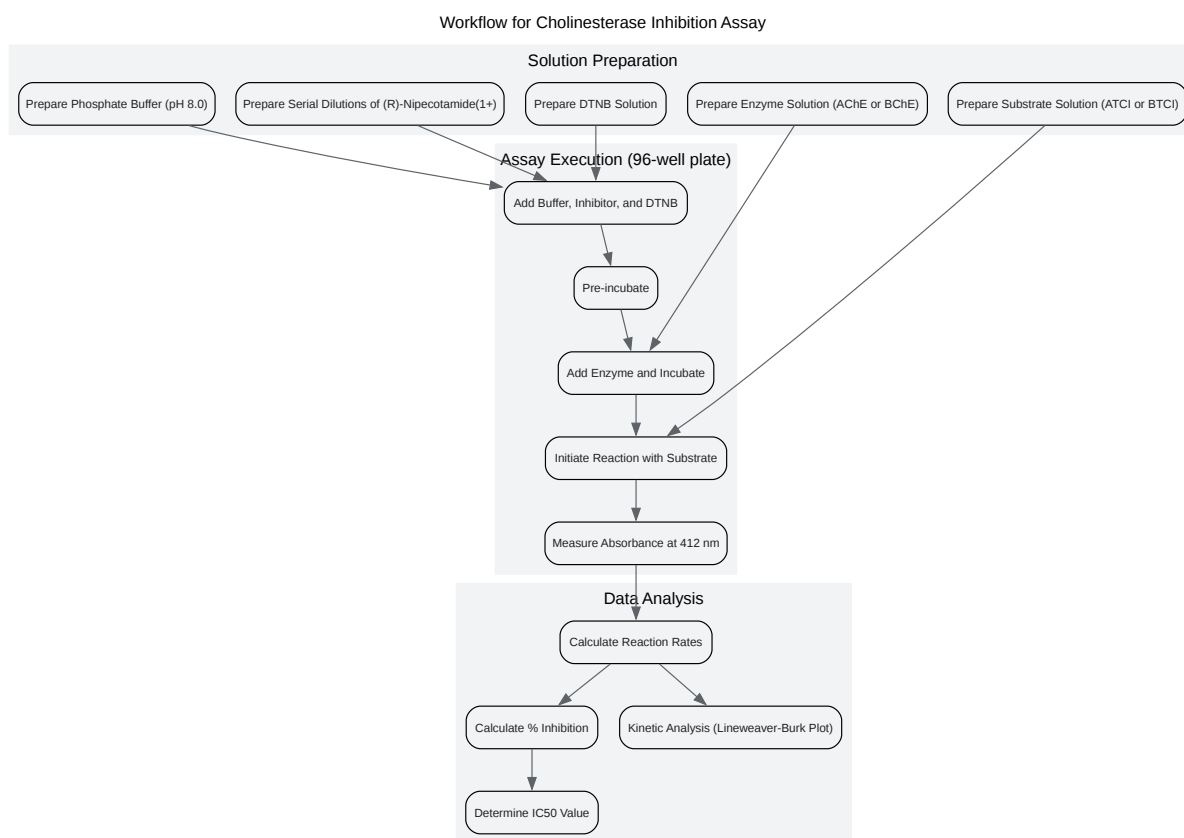 Workflow for Cholinesterase Inhibition Assay
Solution Preparation
Prepare Phosphate Buffer (pH 8.0)
Prepare Serial Dilutions of (R)-Nipecotamide(1+)
Prepare DTNB Solution
Prepare Enzyme Solution (AChE or BChE)
Prepare Substrate Solution (ATCI or BTCI)
Assay Execution (96-well plate)
Add Buffer, Inhibitor, and DTNB
Pre-incubate
Add Enzyme and Incubate
Initiate Reaction with Substrate
Measure Absorbance at 412 nm
Data Analysis
Calculate Reaction Rates
Calculate % Inhibition
Kinetic Analysis (Lineweaver-Burk Plot)
Determine IC50 Value